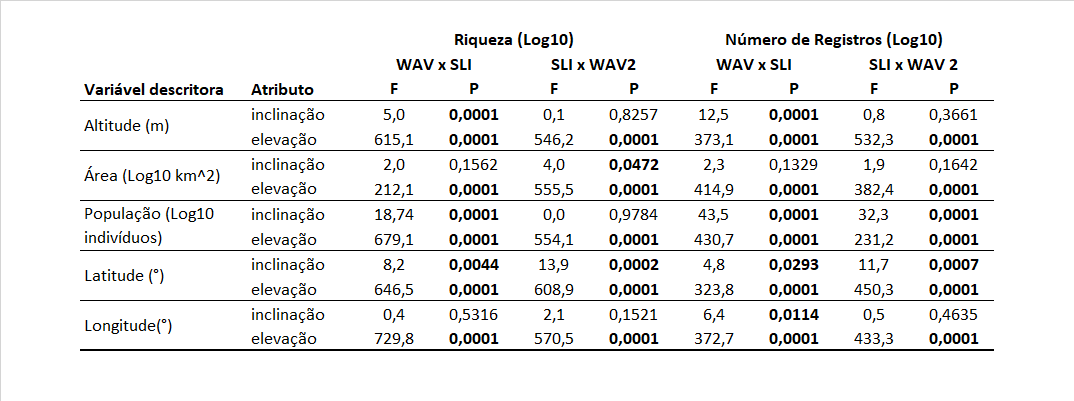 Riqueza (Log10) Número de Registros (Log10)
WAV x SLI SLI x WAV2 WAV x SLI SLI x WAV 2
Variável descritora Atributo F P F P F P F P
Altitude (m) inclinação 5,0 0,0001 0,1 0,8257 12,5 0,0001 0,8 0,3661
elevação 615,1 0,0001 546,2 0,0001 373,1 0,0001 532,3 0,0001
Área (Log10 km^2) inclinação 2,0 0,1562 4,0 0,0472 2,3 0,1329 1,9 0,1642
elevação 212,1 0,0001 555,5 0,0001 414,9 0,0001 382,4 0,0001
População (Log10 inclinação 18,74 0,0001 0,0 0,9784 43,5 0,0001 32,3 0,0001
indivíduos) elevação 679,1 0,0001 554,1 0,0001 430,7 0,0001 231,2 0,0001
Latitude (°) inclinação 8,2 0,0044 13,9 0,0002 4,8 0,0293 11,7 0,0007
elevação 646,5 0,0001 608,9 0,0001 323,8 0,0001 450,3 0,0001
Longitude(°) inclinação 0,4 0,5316 2,1 0,1521 6,4 0,0114 0,5 0,4635
elevação 729,8 0,0001 570,5 0,0001 372,7 0,0001 433,3 0,0001